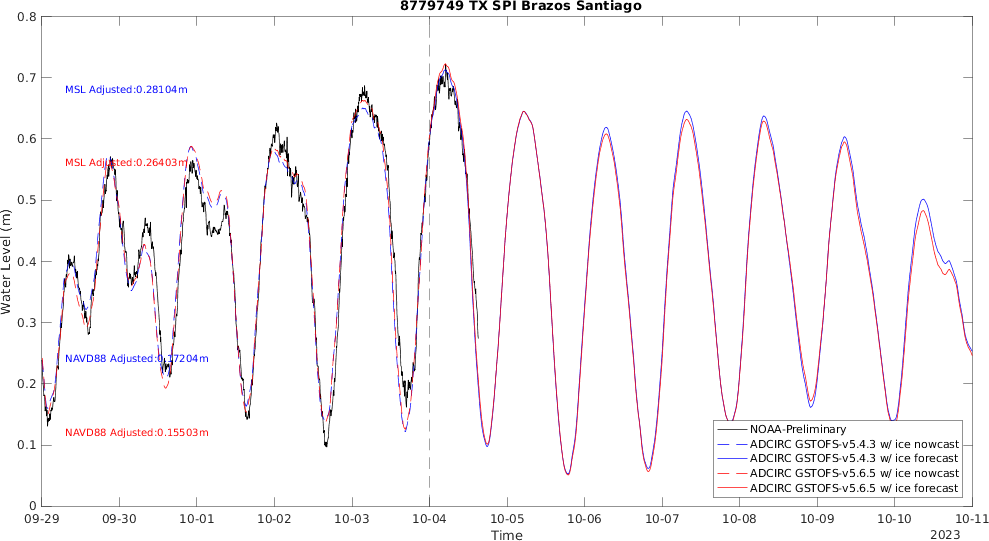 8779749 TX SPI Brazos Santiago
0.8
0.7
0.6
0.5
0.4
0.3
0.2
0.1
0
Water Level (m)
MSL Adjusted:0.28104m
MSL Adjusted:0.26403m
NAVD88 Adjusted:0.17204m
NAVD88 Adjusted:0.15503m
NOAA-Preliminary
ADCIRC GSTOFS-v5.4.3 w/ ice nowcast
ADCIRC GSTOFS-v5.4.3 w/ ice forecast
ADCIRC GSTOFS-v5.6.5 w/ ice nowcast
ADCIRC GSTOFS-v5.6.5 w/ ice forecast
09-29 09-30 10-01 10-02 10-03 10-04 10-05 10-06 10-07 10-08 10-09 10-10 10-11
Time
2023